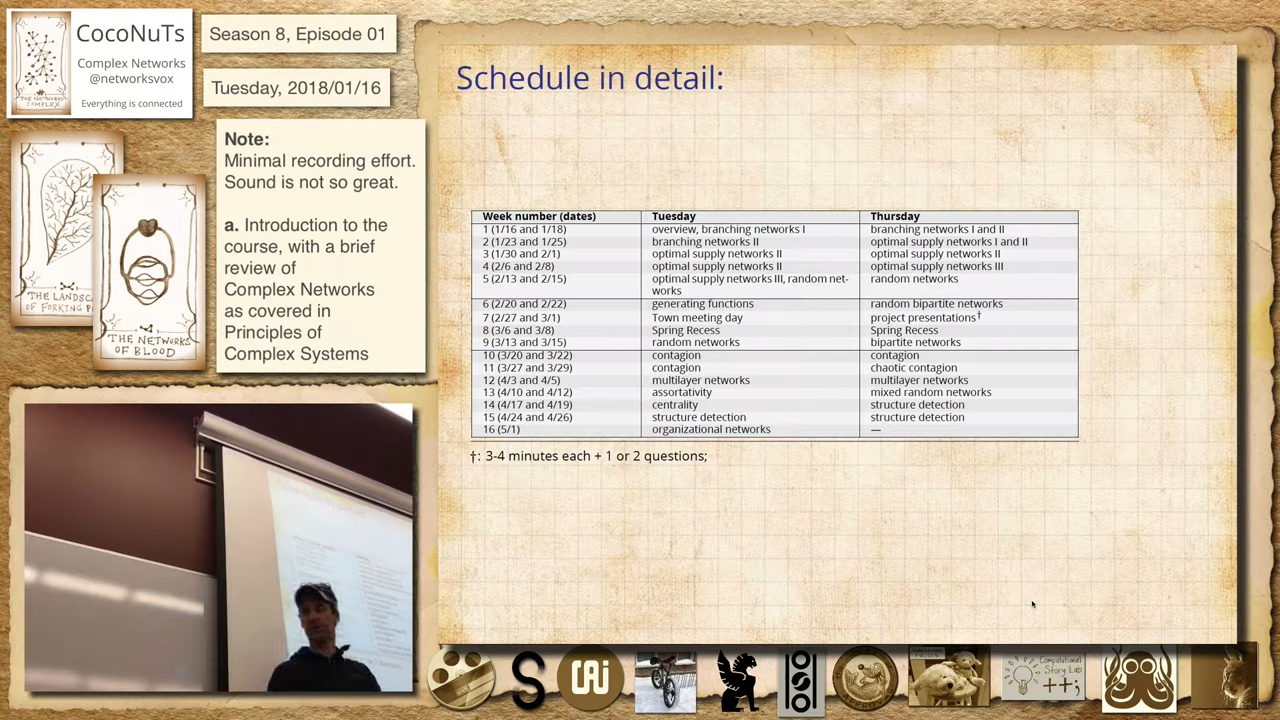 CocoNuTs
Complex Networks
@networksvox
Everything is connected
THE NETWORKS
COMPLEX
Season 8, Episode 01
Tuesday, 2018/01/16
Note:
Minimal recording effort.
Sound is not so great.
a. Introduction to the
course, with a brief
review of
Complex Networks
as covered in
Principles of
Complex Systems
THE NETWORKS
OF BLOOD
Schedule in detail:
Week number (dates) Tuesday Thursday
1 (1/16 and 1/18) overview, branching networks I branching networks I and II
2 (1/23 and 1/25) branching networks II optimal supply networks I and II
3 (1/30 and 2/1) optimal supply networks II optimal supply networks II
4 (2/6 and 2/8) optimal supply networks II optimal supply networks III
5 (2/13 and 2/15) optimal supply networks III, random net- random networks
works
6 (2/20 and 2/22) generating functions random bipartite networks
7 (2/27 and 3/1) Town meeting day project presentations†
8 (3/6 and 3/8) Spring Recess Spring Recess
9 (3/13 and 3/15) random networks bipartite networks
10 (3/20 and 3/22) contagion contagion
11 (3/27 and 3/29) contagion chaotic contagion
12 (4/3 and 4/5) multilayer networks multilayer networks
13 (4/10 and 4/12) assortativity mixed random networks
14 (4/17 and 4/19) centrality structure detection
15 (4/24 and 4/26) structure detection structure detection
16 (5/1) organizational networks —
†: 3-4 minutes each + 1 or 2 questions;
Computational
Story Lab
++;